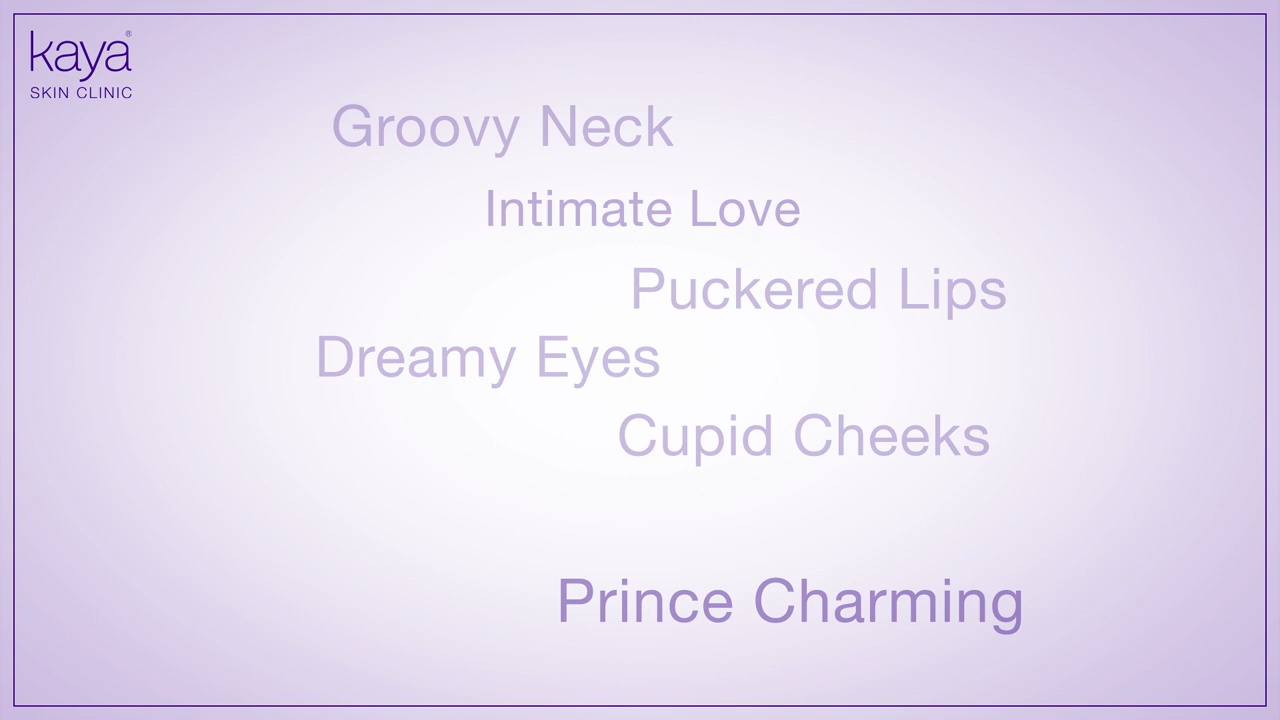 kaya®
SKIN CLINIC
Groovy Neck
Intimate Love
Puckered Lips
Dreamy Eyes
Cupid Cheeks
Prince Charming